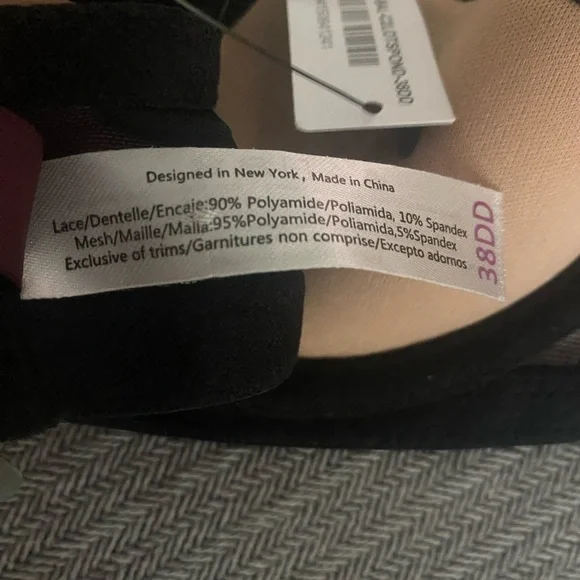 Designed in New York, Made in China
Lace/Dentelle/Encaje:90% Polyamide/Poliamida, 10% Spandex
Mesh/Maille/Malla:95%Polyamide/Poliamida,5%Spandex
Exclusive of trims/Garnitures non comprise/Excepto adornos
38DD